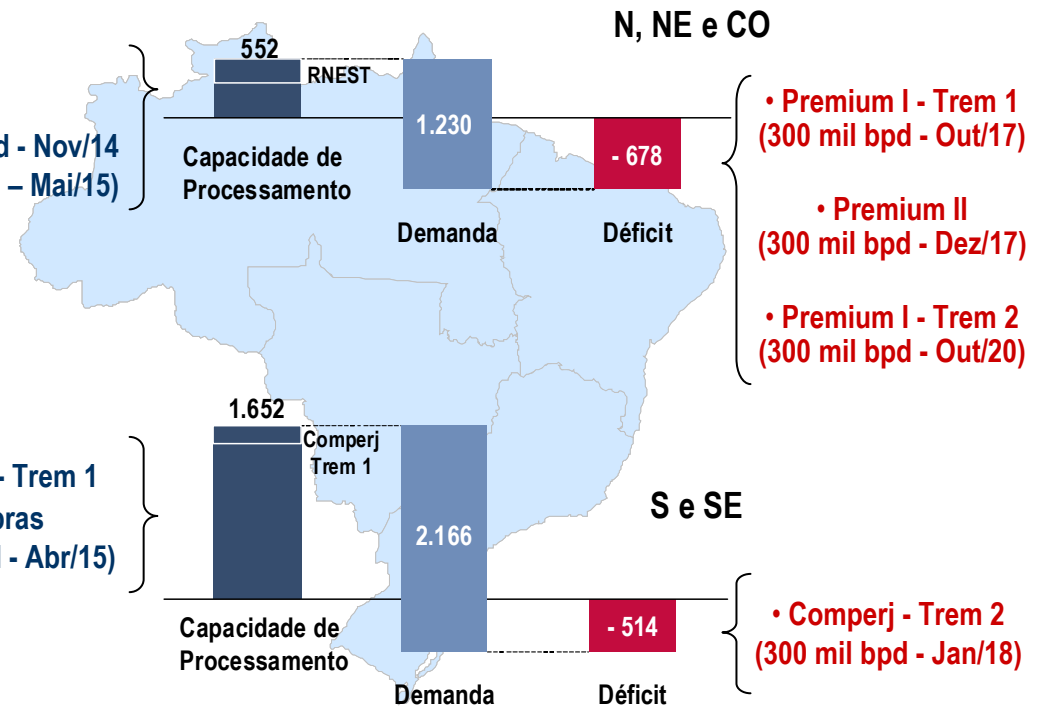 N, NE e CO
552
RNEST
1.230
- 678
Capacidade de
Processamento
Demanda
Déficit
- Nov/14
– Mai/15)
• Premium I - Trem 1
(300 mil bpd - Out/17)
• Premium II
(300 mil bpd - Dez/17)
• Premium I - Trem 2
(300 mil bpd - Out/20)
1.652
Comperj
Trem 1
2.166
- 514
S e SE
- Trem 1
- Abr/15)
Capacidade de
Processamento
Demanda
Déficit
• Comperj - Trem 2
(300 mil bpd - Jan/18)